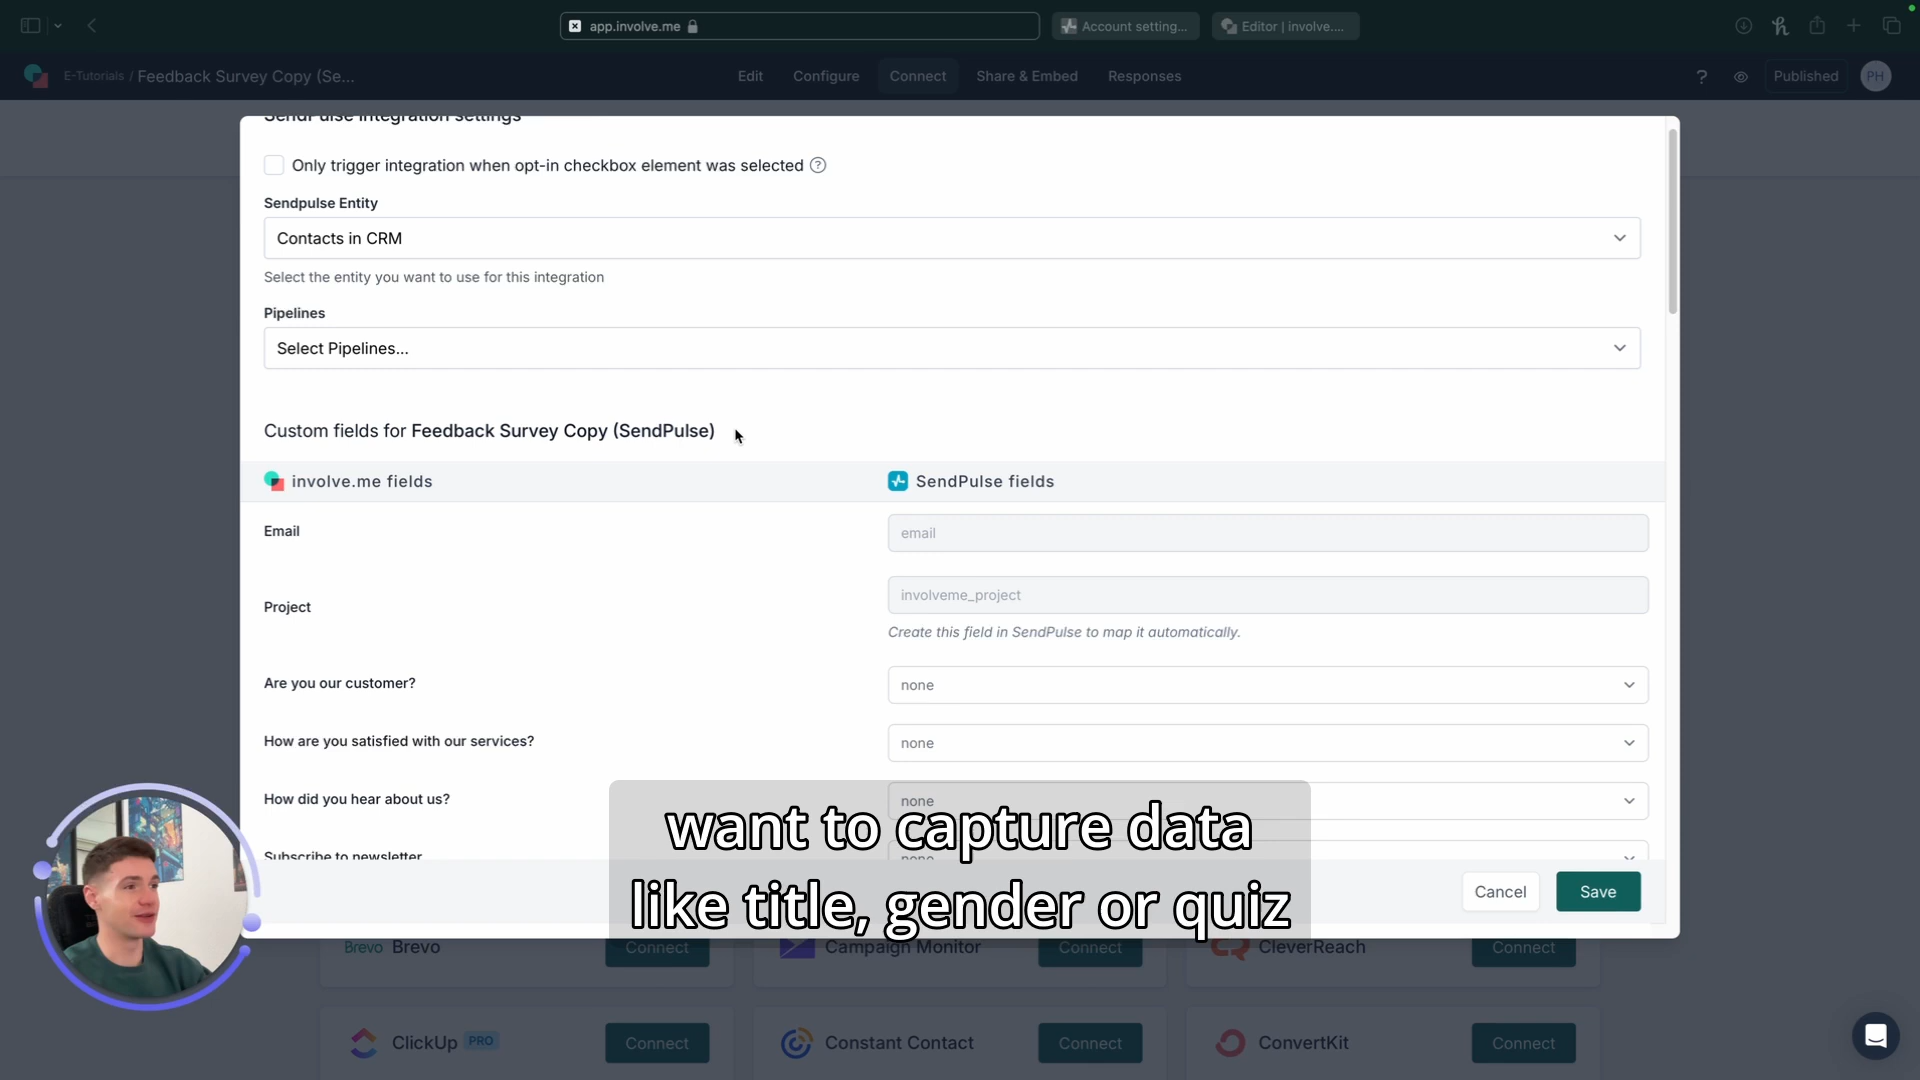 app.involve.me
Account setting...
Editor | involve....
E-Tutorials / Feedback Survey Copy (Se...
Edit
Configure
Connect
Share & Embed
Responses
?
Published
PH
SendPulse integration settings
Only trigger integration when opt-in checkbox element was selected ?
Sendpulse Entity
Contacts in CRM
Select the entity you want to use for this integration
Pipelines
Select Pipelines...
Custom fields for Feedback Survey Copy (SendPulse)
involve.me fields
SendPulse fields
Email
email
Project
involveme_project
Create this field in SendPulse to map it automatically.
Are you our customer?
none
How are you satisfied with our services?
none
How did you hear about us?
none
Subscribe to newsletter
none
want to capture data
like title, gender or quiz
Cancel
Save
Brevo Brevo
Connect
Campaign Monitor
Connect
CleverReach
Connect
ClickUp PRO
Connect
Constant Contact
Connect
ConvertKit
Connect